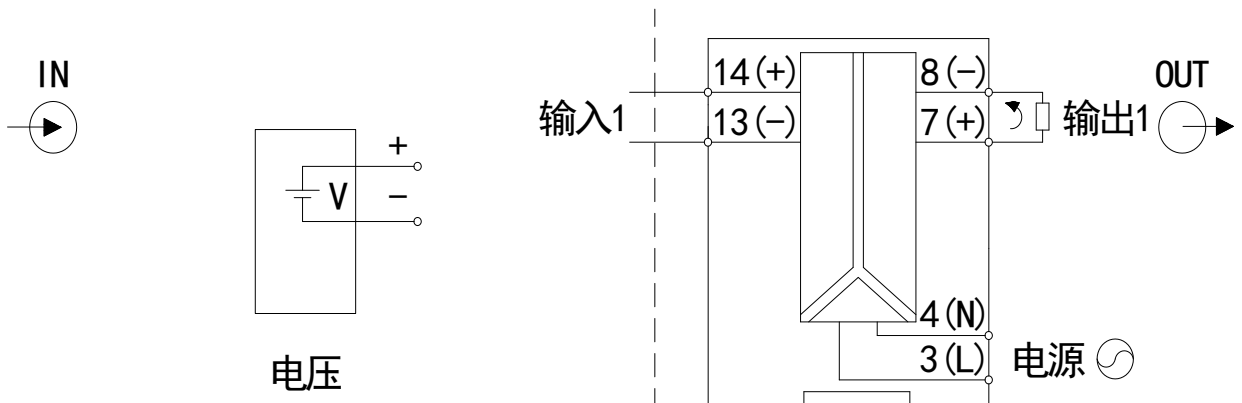 IN
电压
+
V
-
输入1
14(+)
13(-)
8(-)
7(+)
输出1
OUT
4(N)
3(L)
电源